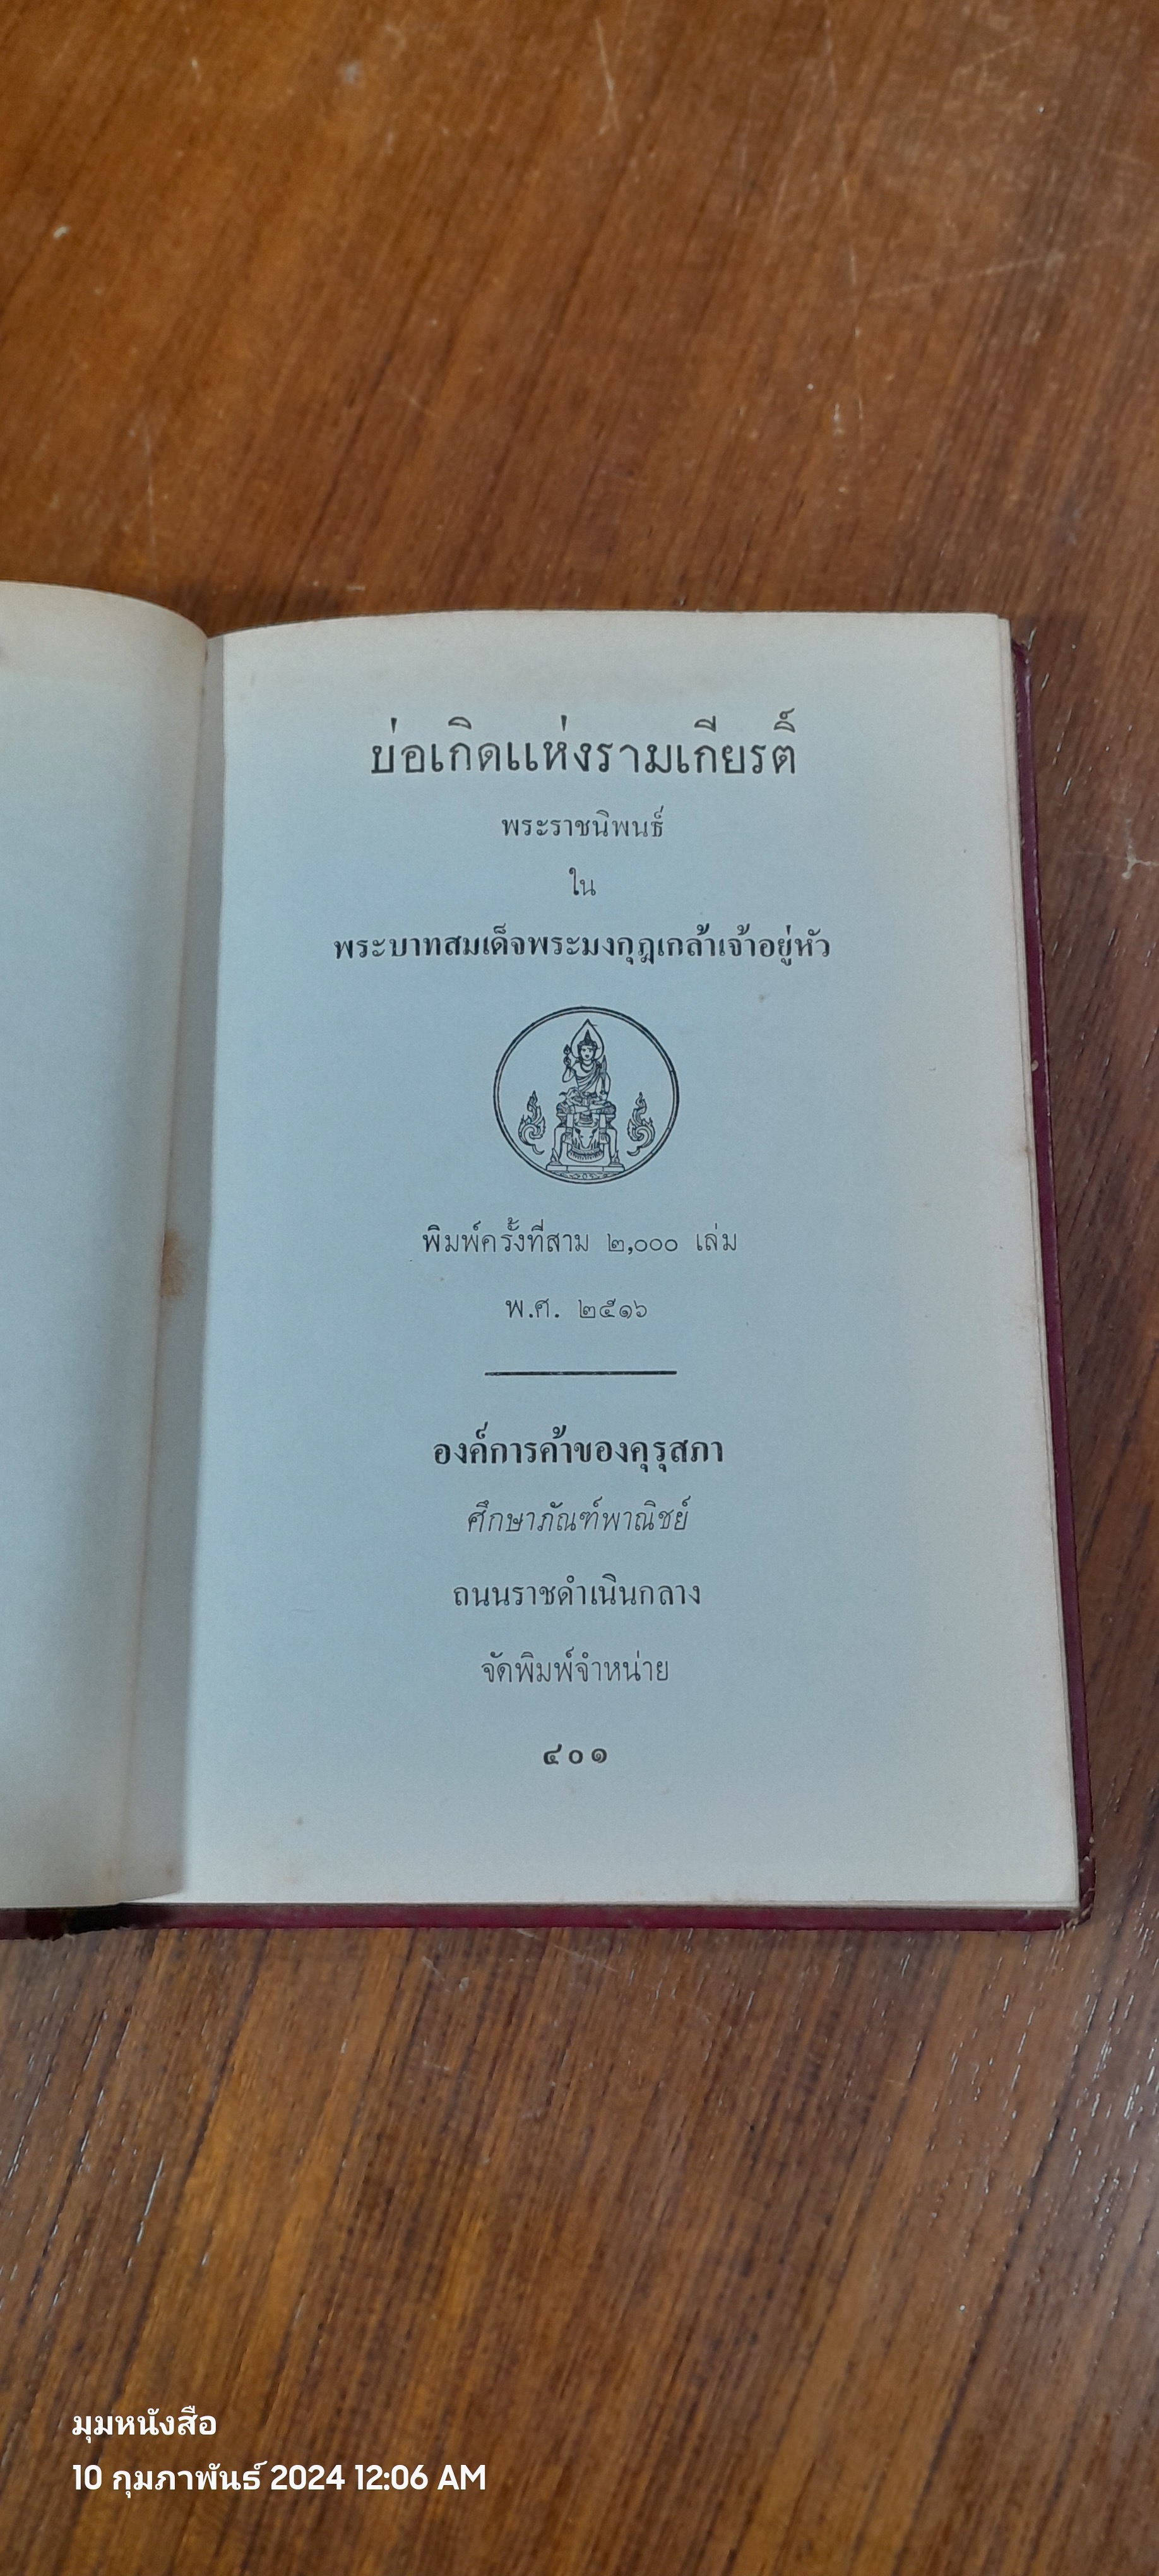 บ่อเกิดแห่งรามเกียรติ์
พระราชนิพนธ์
ใน
พระบาทสมเด็จพระมงกุฎเกล้าเจ้าอยู่หัว
พิมพ์ครั้งที่สาม ๒,๐๐๐ เล่ม
พ.ศ. ๒๕๑๖
องค์การค้าของคุรุสภา
ศึกษาภัณฑ์พาณิชย์
ถนนราชดำเนินกลาง
จัดพิมพ์จำหน่าย
๔๐๑
มุมหนังสือ
10 กุมภาพันธ์ 2024 12:06 AM